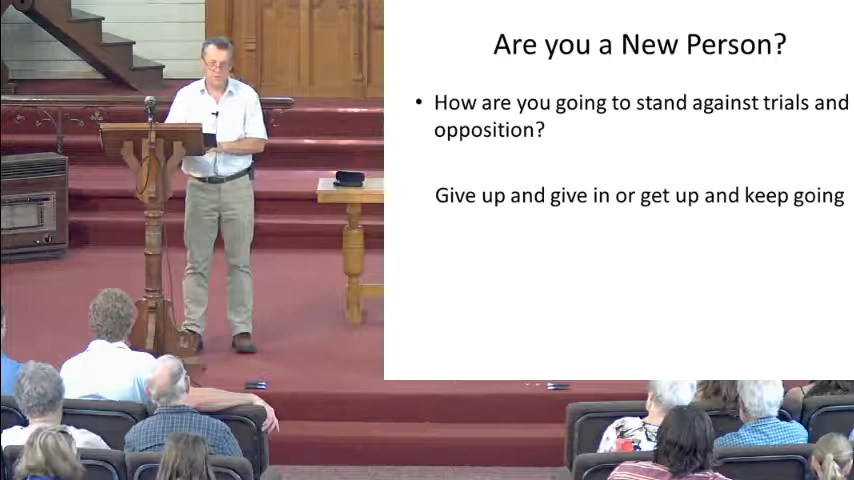 Are you a New Person?
• How are you going to stand against trials and
opposition?
Give up and give in or get up and keep going